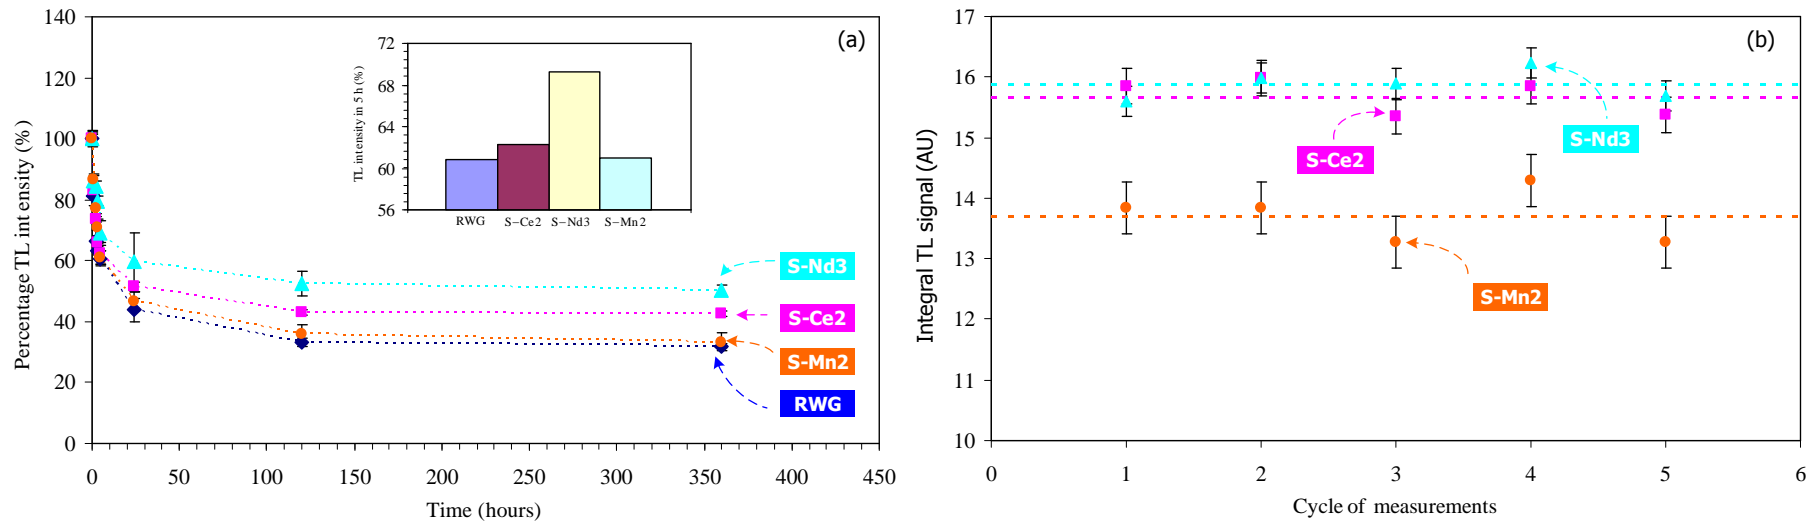 (a)
Percentage TL int ensity (%)
140
120
100
80
60
40
20
0
0 50 100 150 200 250 300 350 400 450
Time (hours)
TL intensity in 5 h (%)
72
68
64
60
56
RWG S−Ce2 S−Nd3 S−Mn2
S-Nd3
S-Ce2
S-Mn2
RWG
(b)
Integral TL signal (AU)
17
16
15
14
13
12
11
10
0 1 2 3 4 5 6
Cycle of measurements
S-Nd3
S-Ce2
S-Mn2